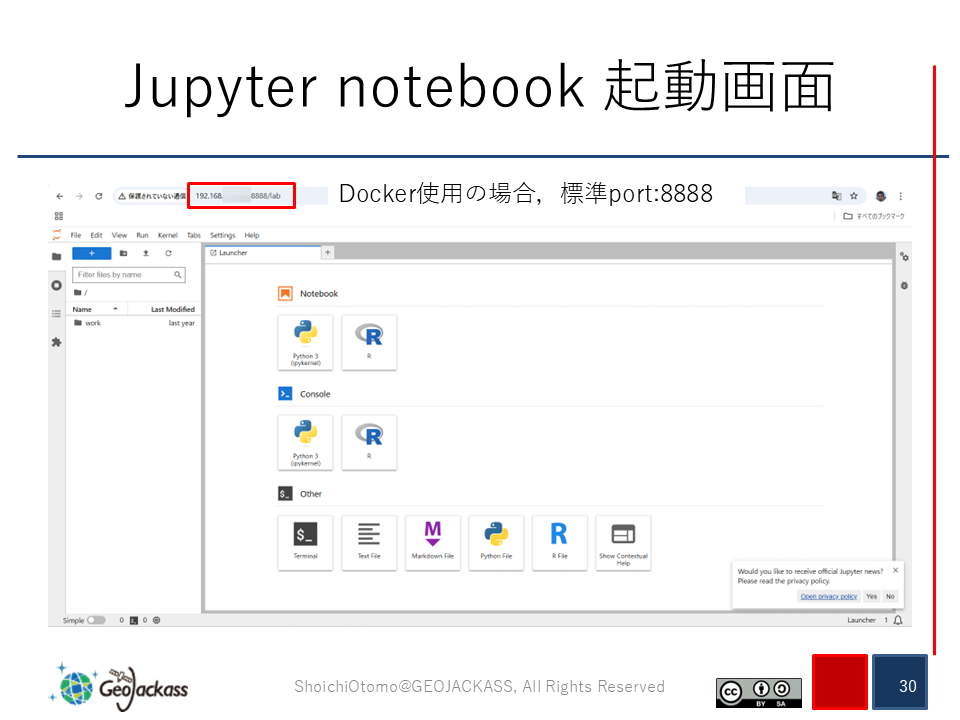 Jupyter notebook 起動画面
保護されていない通信
192.168. 8888/lab
Docker使用の場合，標準port:8888
すべてのブックマーク
File Edit View Run Kernel Tabs Settings Help
Launcher
Filter files by name
/
Name Last Modified
work last year
Notebook
Python 3
(ipykernel)
R
Console
Python 3
(ipykernel)
R
Other
Terminal
Text File
Markdown File
Python File
R File
Show Contextual
Help
Would you like to receive official Jupyter news?
Please read the privacy policy.
Open privacy policy Yes No
Simple 0 0
Launcher 1
GeoJackass
ShoichiOtomo@GEOJACKASS, All Rights Reserved
cc BY SA
30